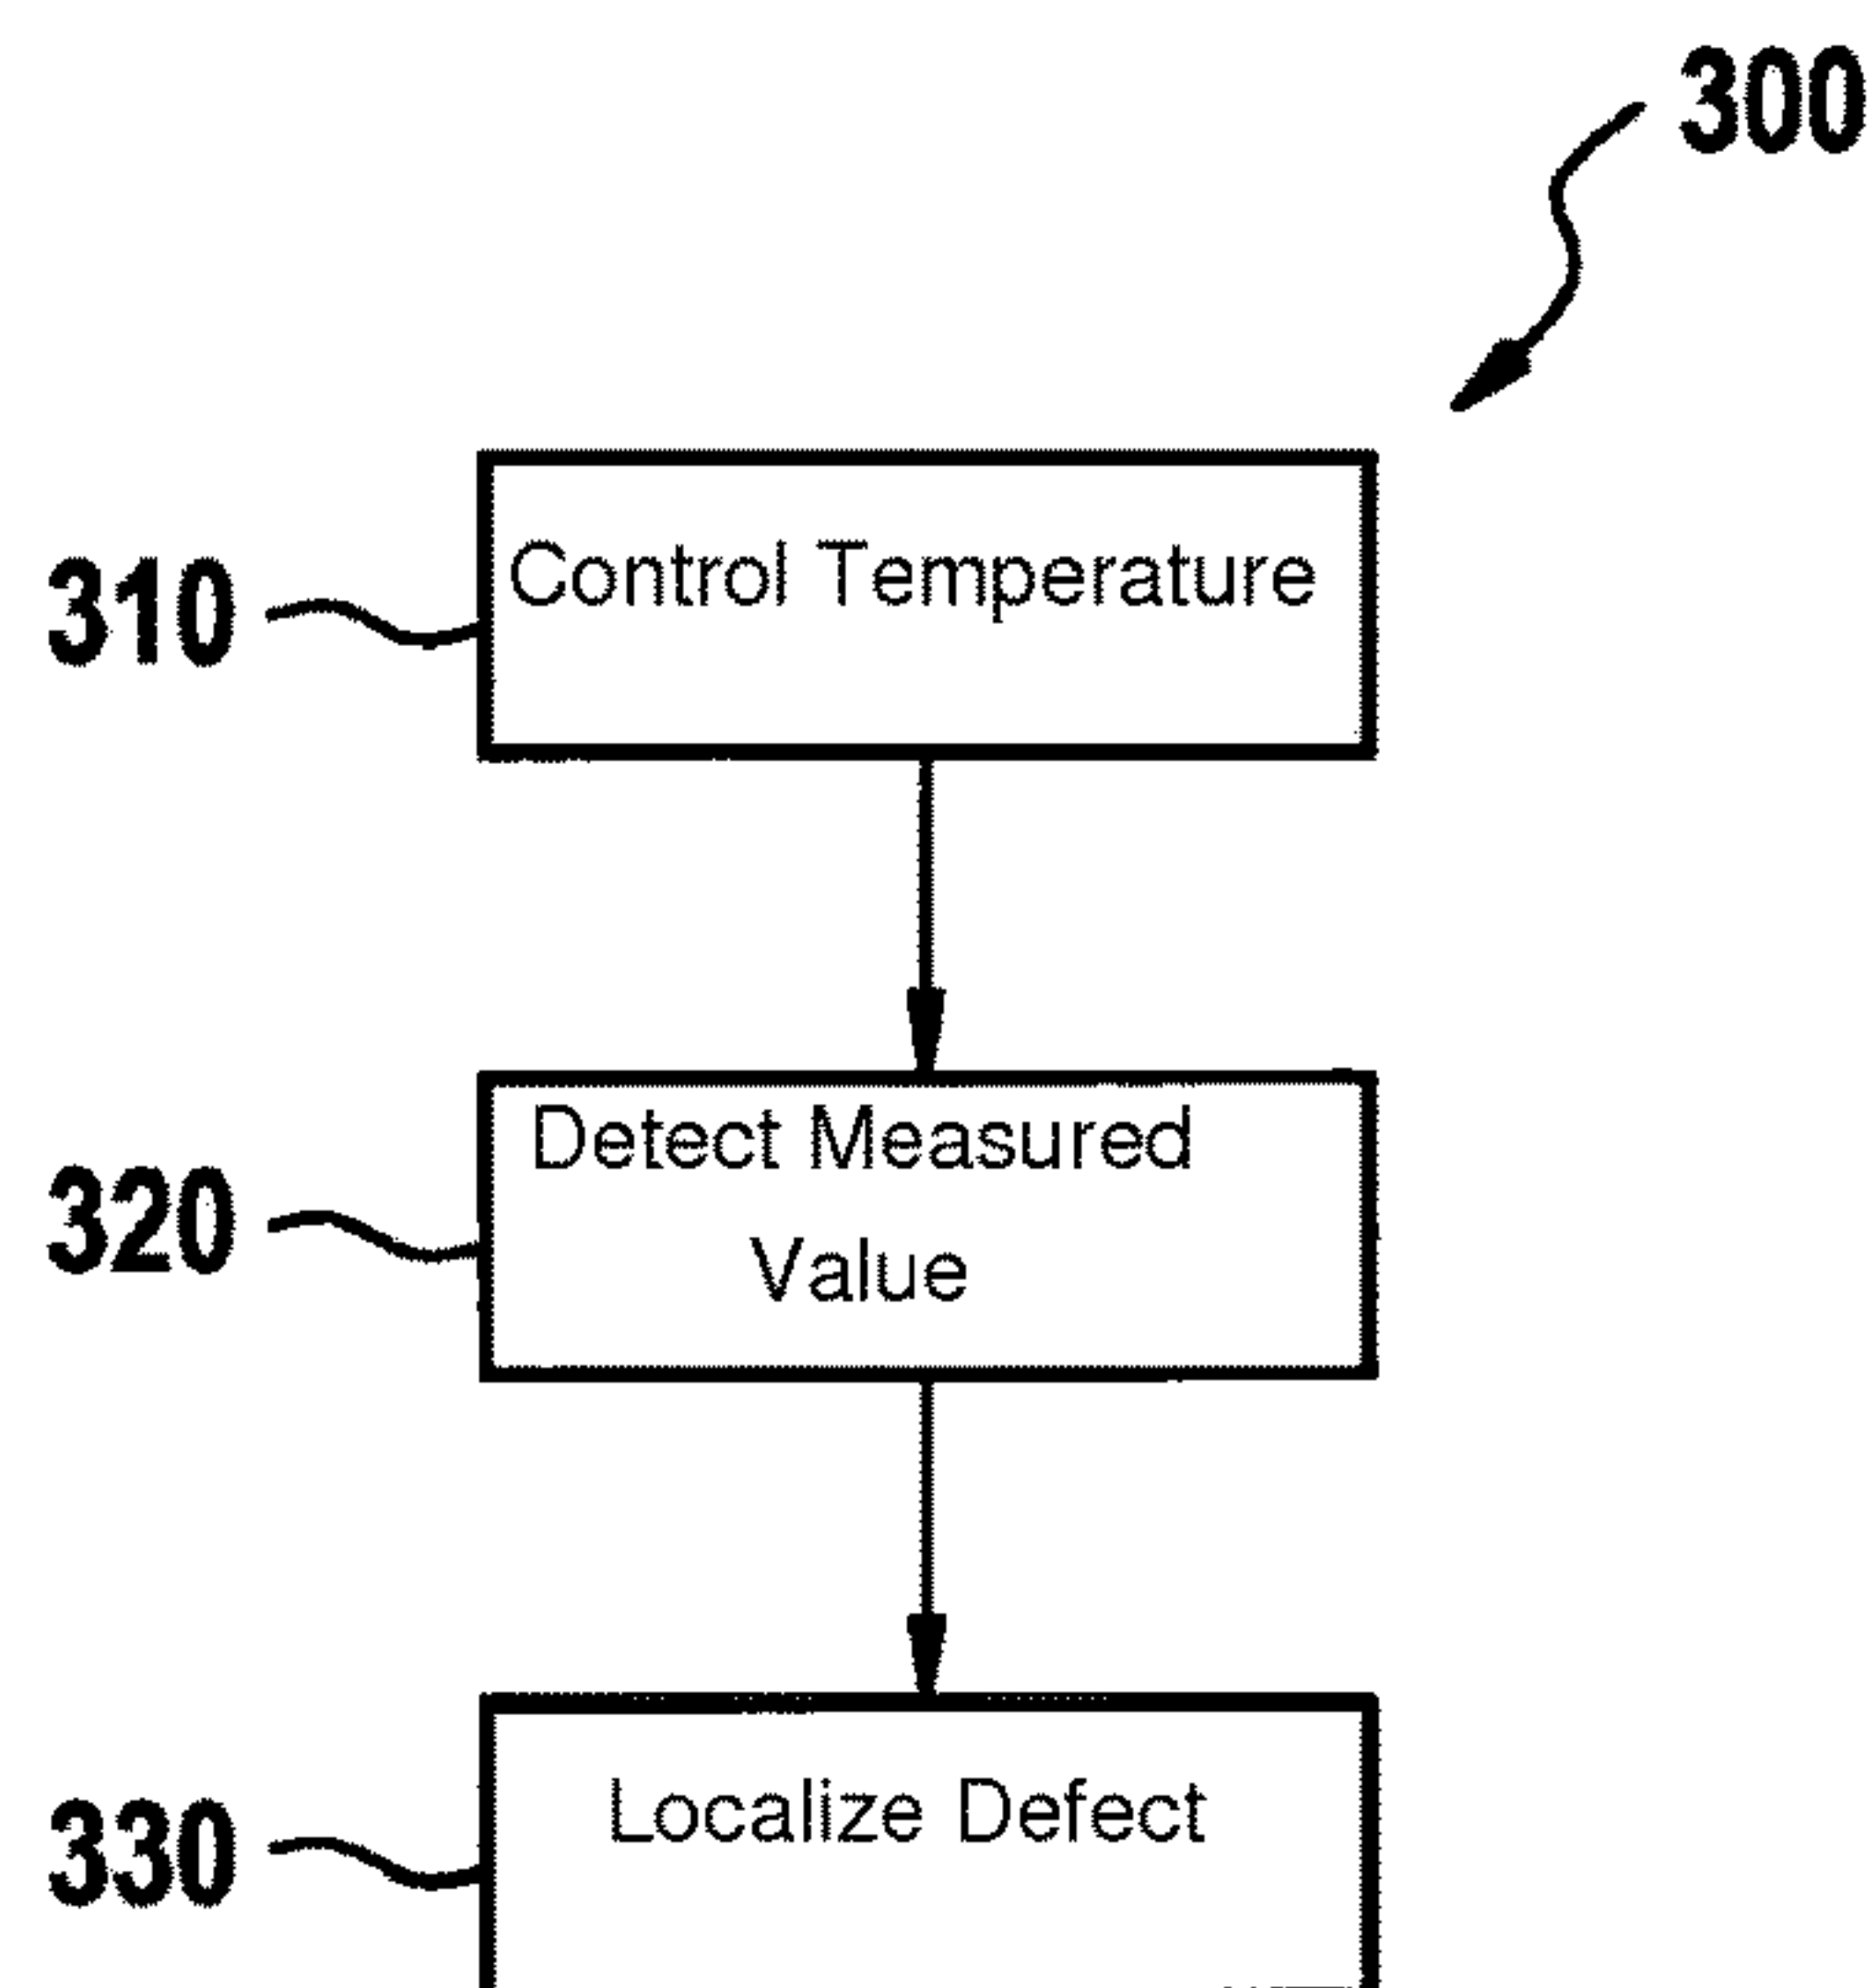 300
310
Control Temperature
320
Detect Measured
Value
330
Localize Defect